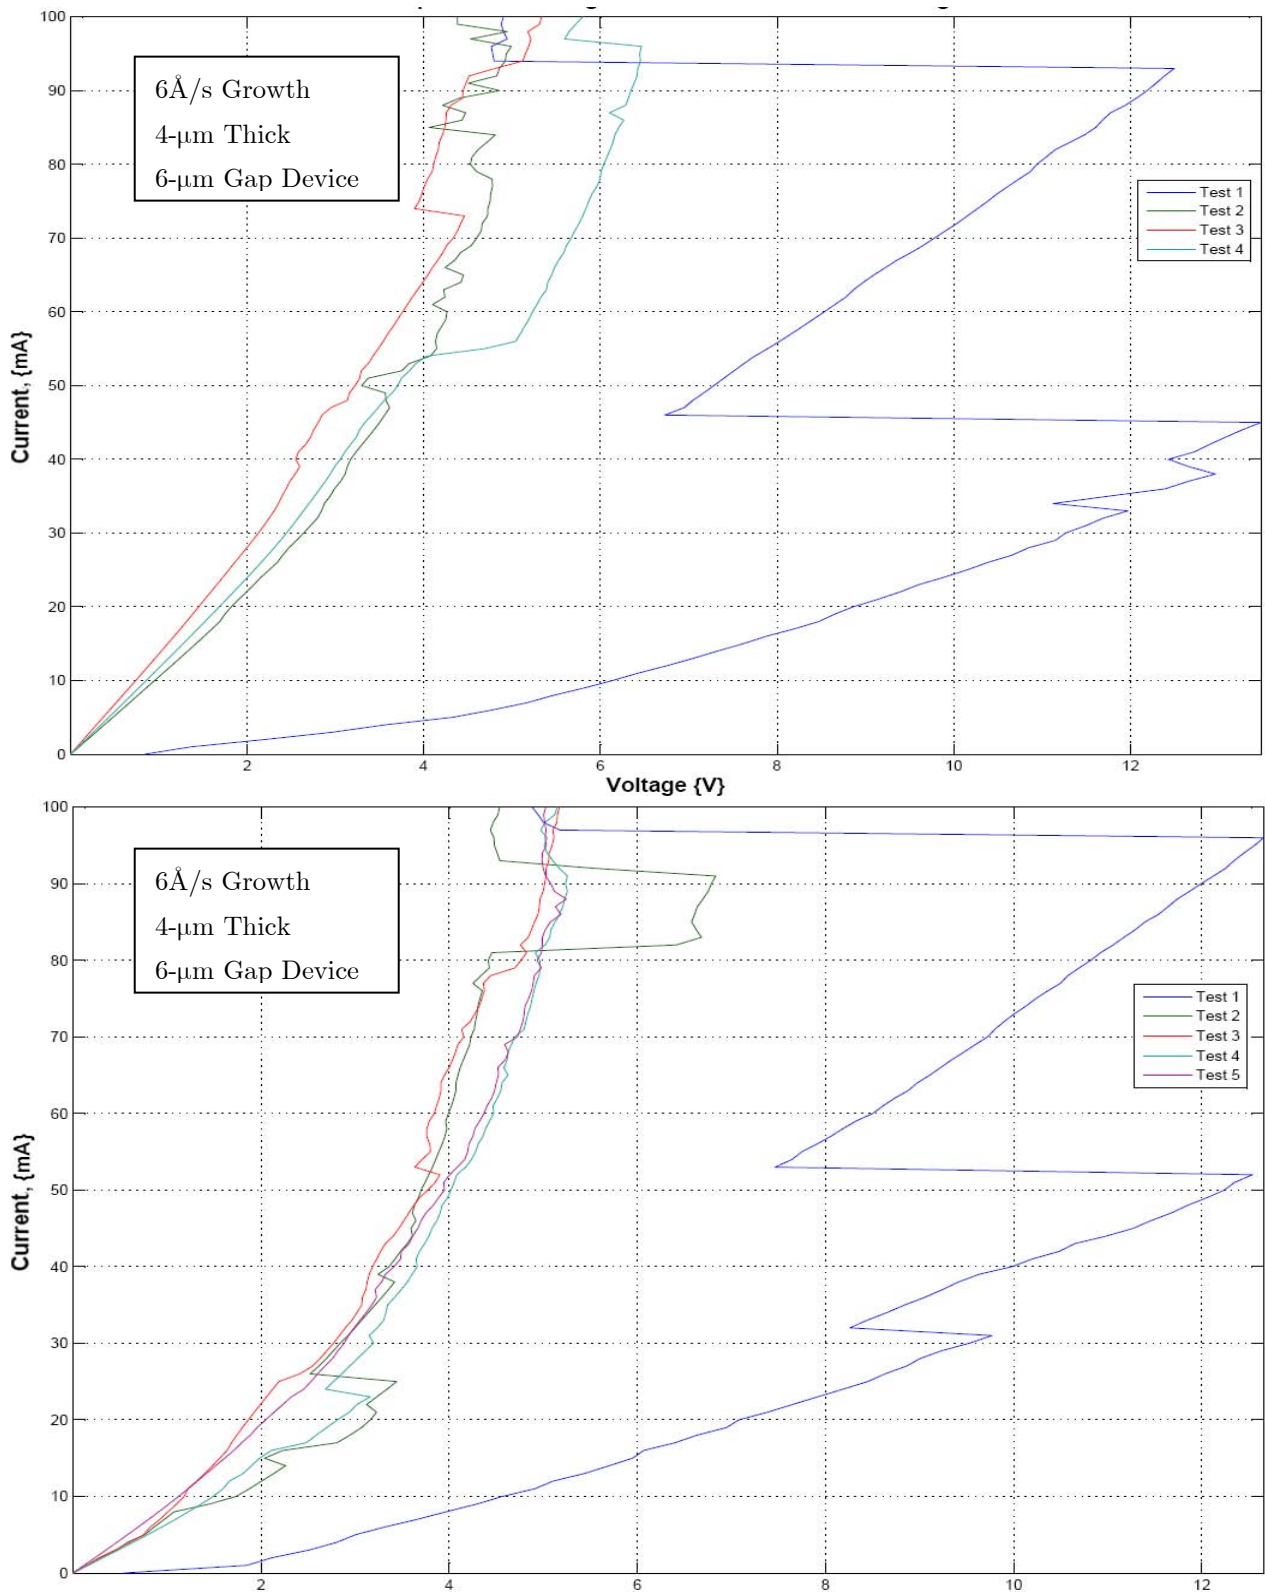 100
90
80
70
60
50
40
30
20
10
0
Current, {mA}
6Å/s Growth
4-μm Thick
6-μm Gap Device
Test 1
Test 2
Test 3
Test 4
2 4 6 8 10 12
Voltage {V}
100
90
80
70
60
50
40
30
20
10
0
Current, {mA}
6Å/s Growth
4-μm Thick
6-μm Gap Device
Test 1
Test 2
Test 3
Test 4
Test 5
2 4 6 8 10 12